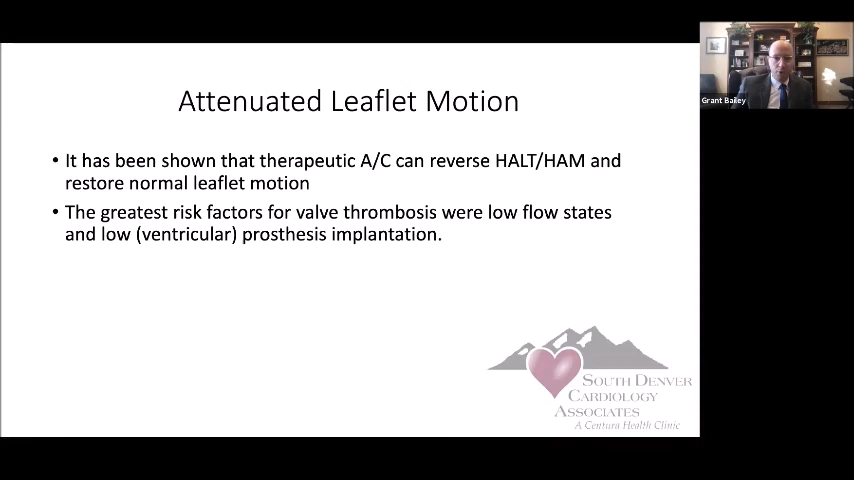 Attenuated Leaflet Motion
• It has been shown that therapeutic A/C can reverse HALT/HAM and
restore normal leaflet motion
• The greatest risk factors for valve thrombosis were low flow states
and low (ventricular) prosthesis implantation.
SOUTH DENVER
CARDIOLOGY
ASSOCIATES
A Centura Health Clinic
Grant Bailey